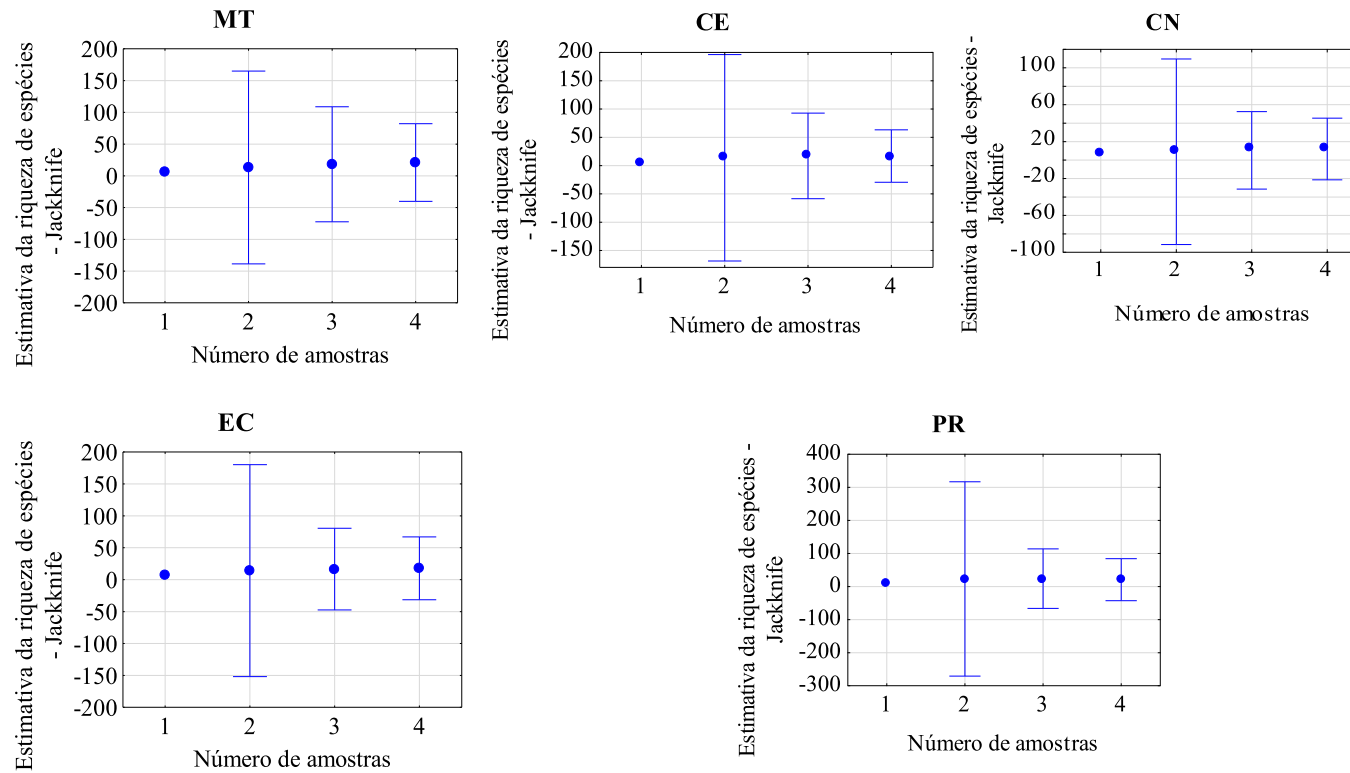 MT
Estimativa da riqueza de espécies
- Jackknife
200
150
100
50
0
-50
-100
-150
-200
1 2 3 4
Número de amostras
CE
Estimativa da riqueza de espécies
- Jackknife
200
150
100
50
0
-50
-100
-150
1 2 3 4
Número de amostras
CN
Estimativa da riqueza de espécies -
Jackknife
100
60
20
-20
-60
-100
1 2 3 4
Número de amostras
EC
Estimativa da riqueza de espécies
- Jackknife
200
150
100
50
0
-50
-100
-150
-200
1 2 3 4
Número de amostras
PR
Estimativa da riqueza de espécies -
Jackknife
400
300
200
100
0
-100
-200
-300
1 2 3 4
Número de amostras